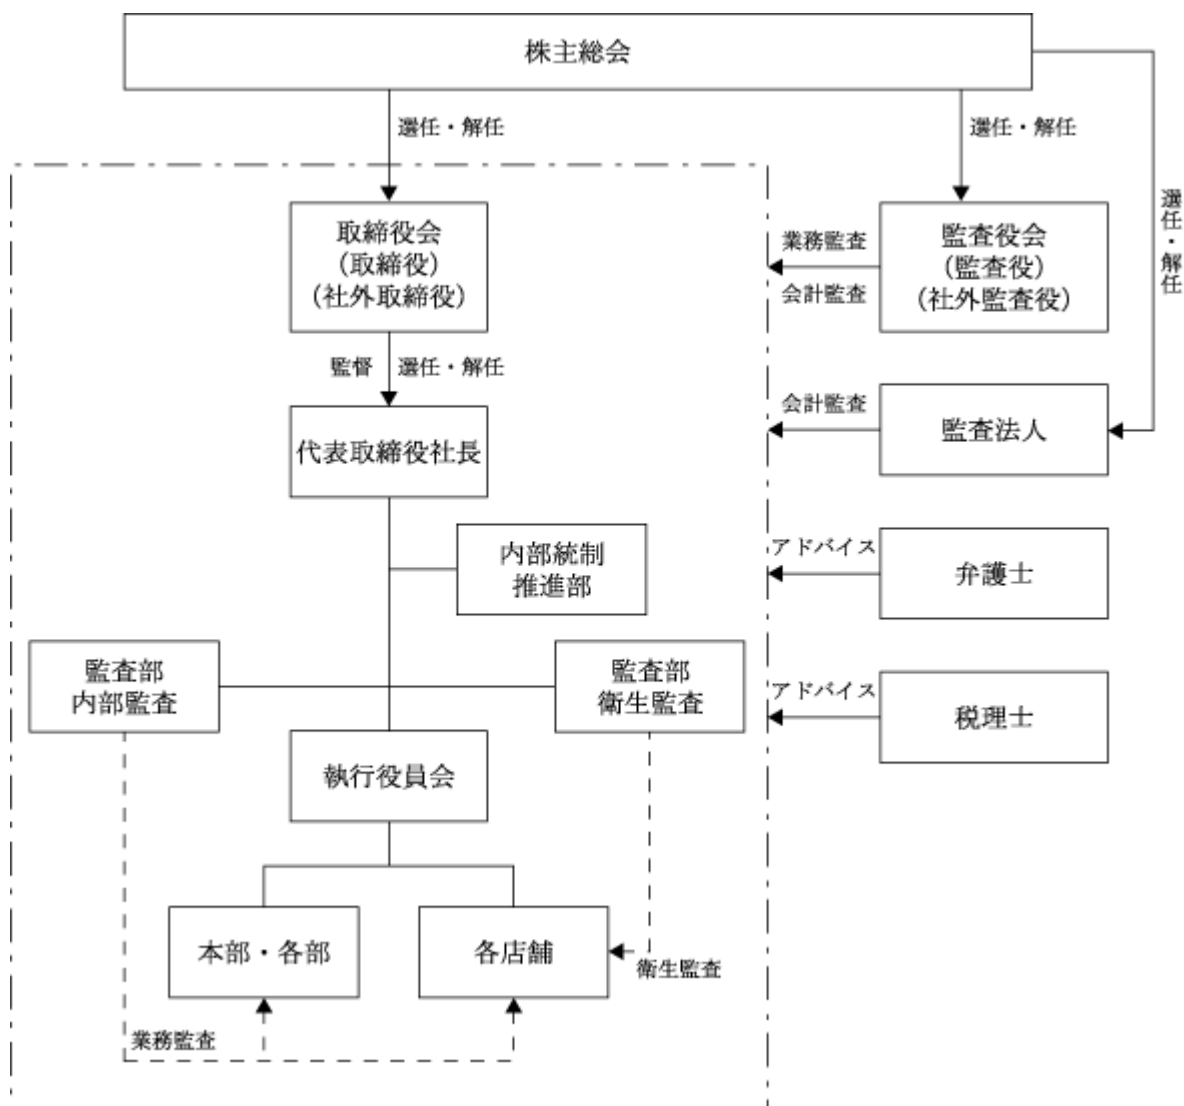 株主総会
選任・解任
選任・解任
選任・解任
取締役会
（取締役）
（社外取締役）
業務監査
会計監査
監査役会
（監査役）
（社外監査役）
監督
選任・解任
代表取締役社長
会計監査
監査法人
内部統制
推進部
アドバイス
弁護士
監査部
内部監査
監査部
衛生監査
アドバイス
税理士
執行役員会
本部・各部
各店舗
衛生監査
業務監査